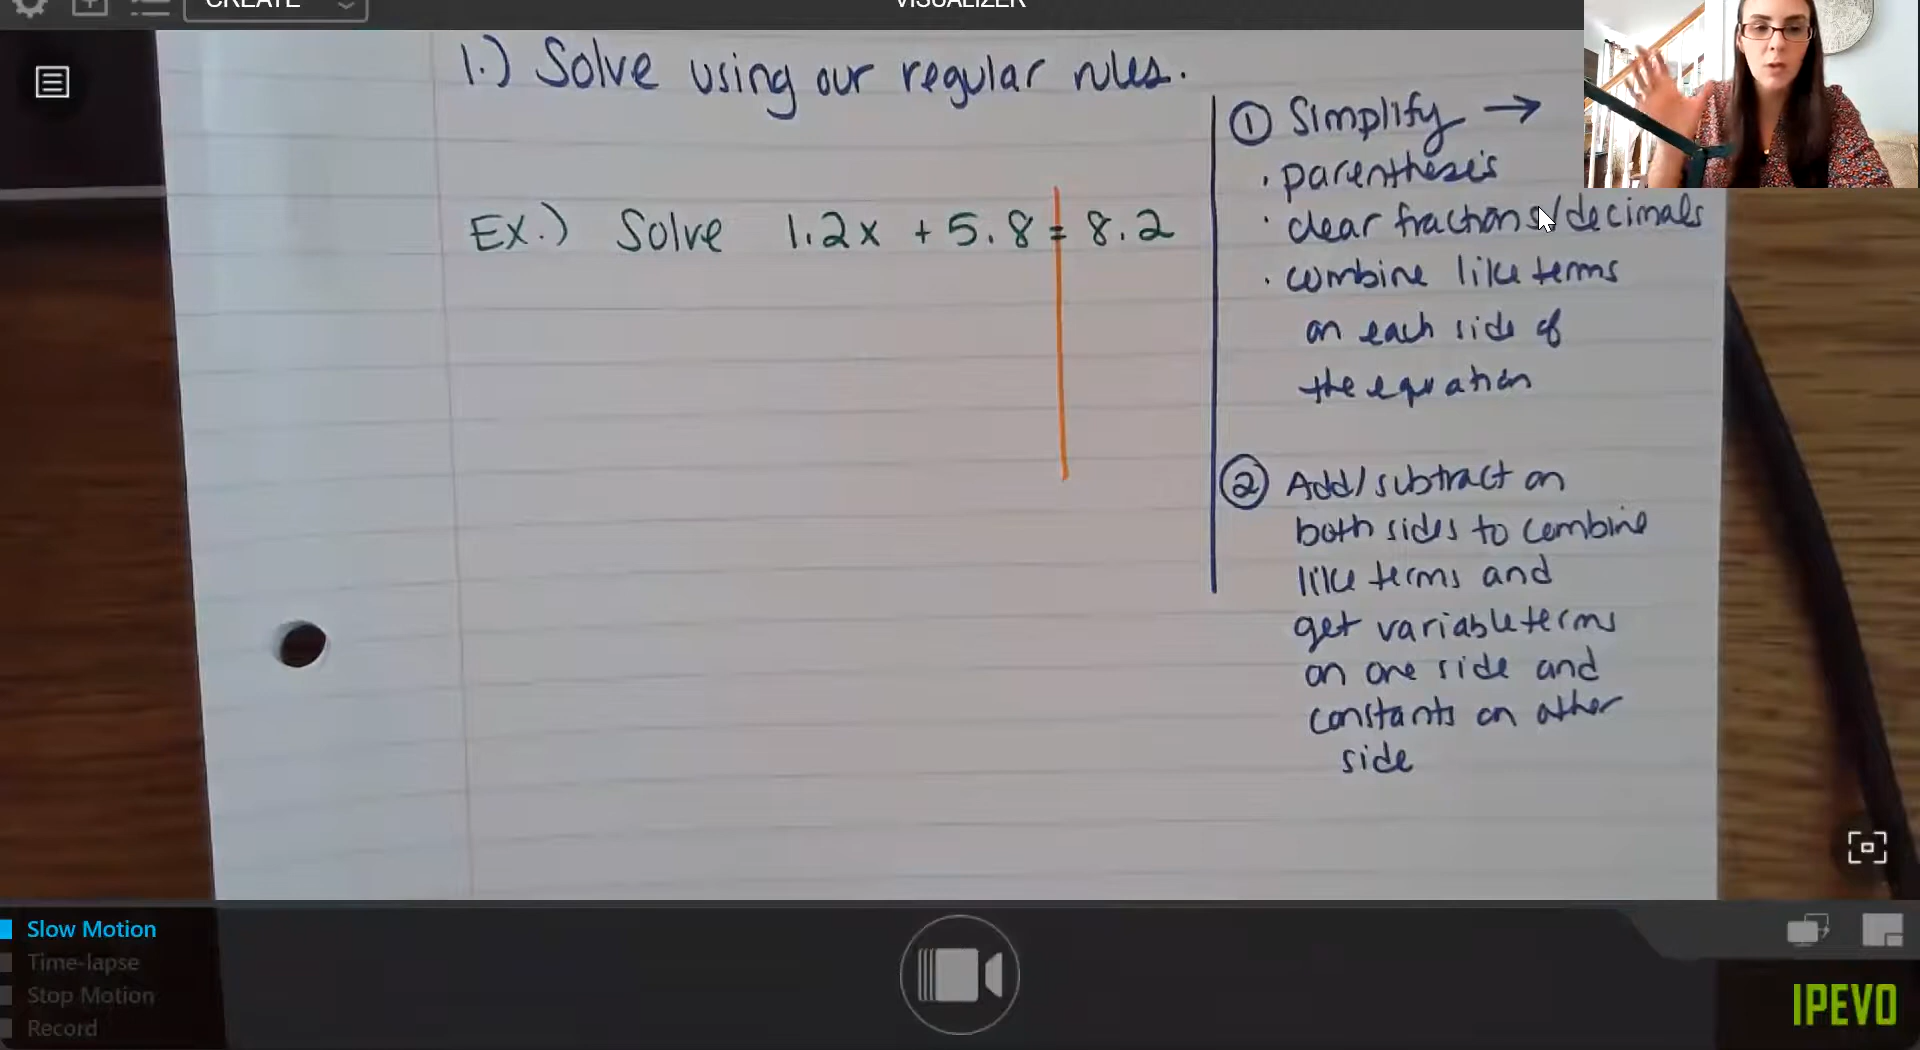 CREATE
VISUALIZER
1.) Solve using our regular rules.
Ex.) Solve 1.2x + 5.8 = 8.2
① Simplify →
· parenthesis
· clear fractions/decimals
· combine like terms
on each side of
the equation
② Add/subtract on
both sides to combine
like terms and
get variable terms
on one side and
constants on other
side
Slow Motion
Time-lapse
Stop Motion
Record
IPEVO